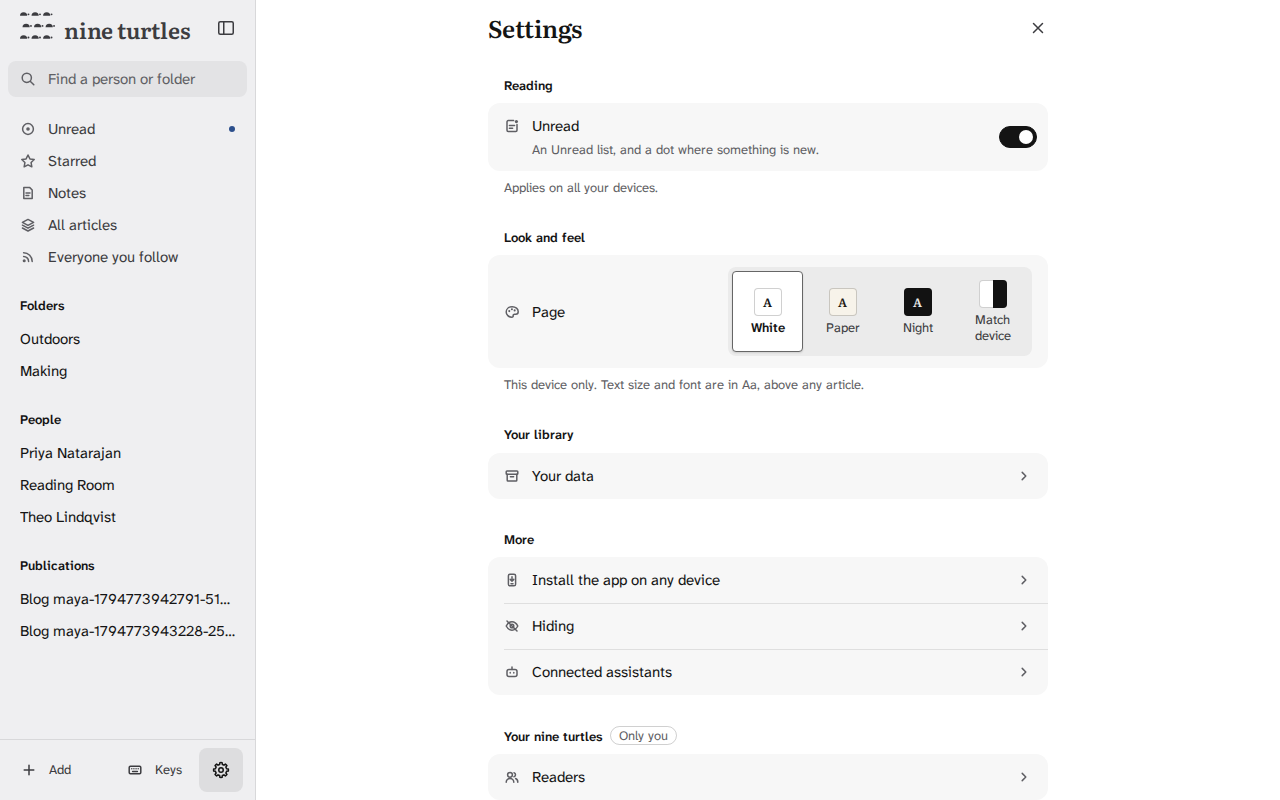 nine turtles
Find a person or folder
Unread
Starred
Notes
All articles
Everyone you follow
Folders
Outdoors
Making
People
Priya Natarajan
Reading Room
Theo Lindqvist
Publications
Blog maya-1794773942791-51...
Blog maya-1794773943228-25...
Add
Keys
Settings
Reading
Unread
An Unread list, and a dot where something is new.
Applies on all your devices.
Look and feel
Page
A
White
A
Paper
A
Night
Match
device
This device only. Text size and font are in Aa, above any article.
Your library
Your data
More
Install the app on any device
Hiding
Connected assistants
Your nine turtles
Only you
Readers